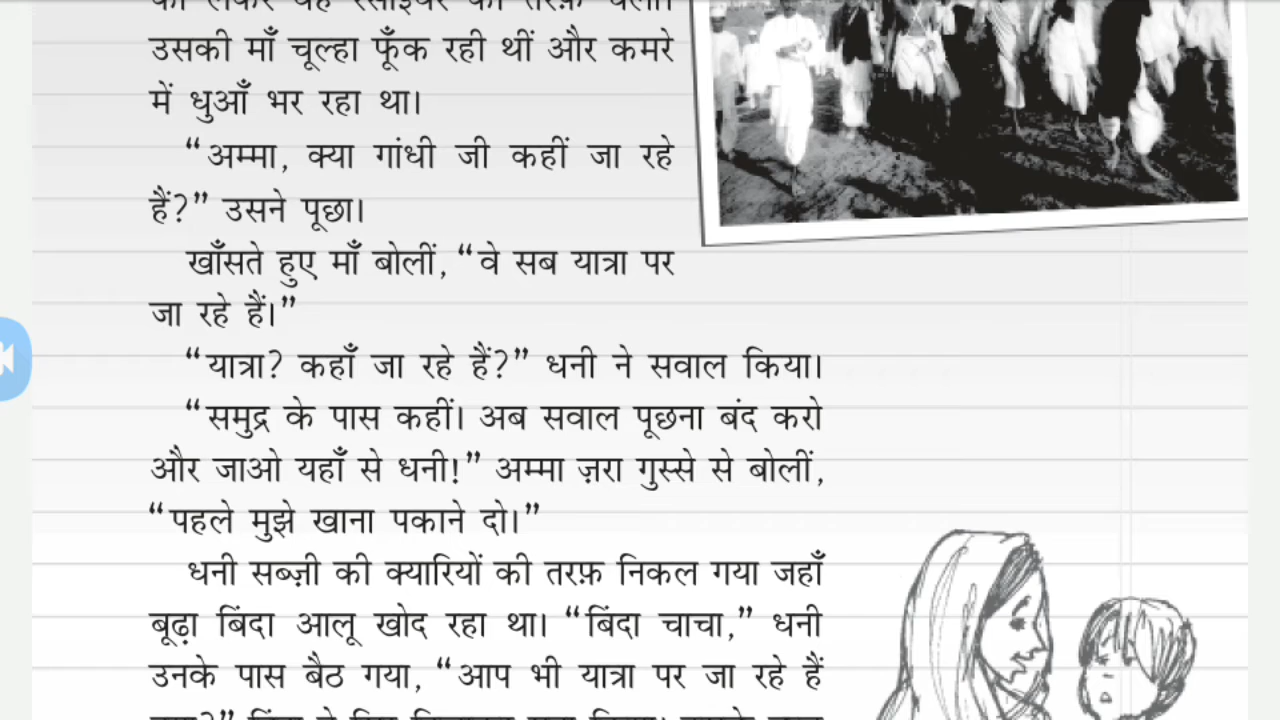 उसकी माँ चूल्हा फूँक रही थीं और कमरे
में धुआँ भर रहा था।
“अम्मा, क्या गांधी जी कहीं जा रहे
हैं?” उसने पूछा।
खाँसते हुए माँ बोलीं, “वे सब यात्रा पर
जा रहे हैं।”
“यात्रा? कहाँ जा रहे हैं?” धनी ने सवाल किया।
“समुद्र के पास कहीं। अब सवाल पूछना बंद करो
और जाओ यहाँ से धनी!” अम्मा ज़रा गुस्से से बोलीं,
“पहले मुझे खाना पकाने दो।”
धनी सब्ज़ी की क्यारियों की तरफ़ निकल गया जहाँ
बूढ़ा बिंदा आलू खोद रहा था। “बिंदा चाचा,” धनी
उनके पास बैठ गया, “आप भी यात्रा पर जा रहे हैं